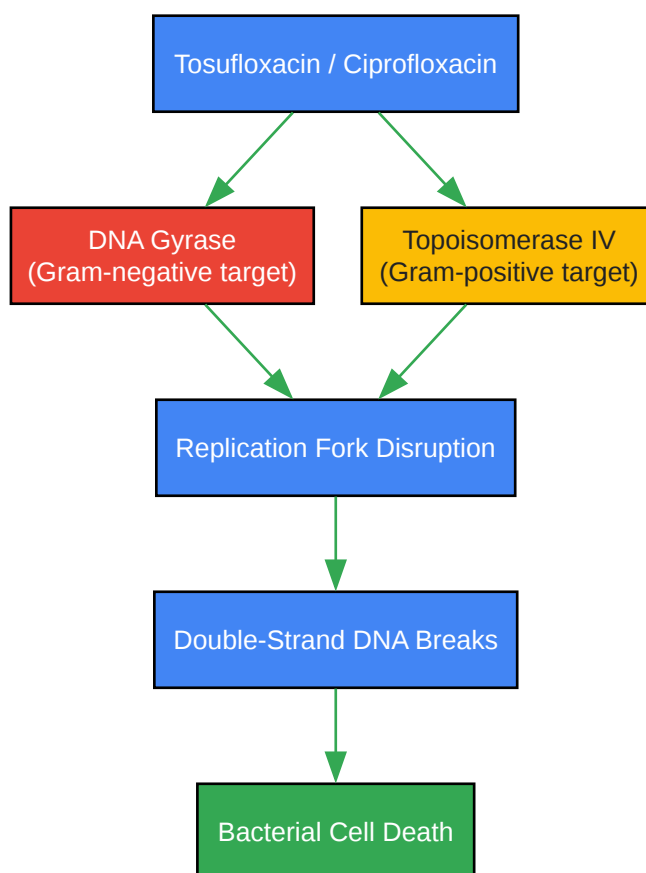 Tosufloxacin / Ciprofloxacin
DNA Gyrase
(Gram-negative target)
Topoisomerase IV
(Gram-positive target)
Replication Fork Disruption
Double-Strand DNA Breaks
Bacterial Cell Death